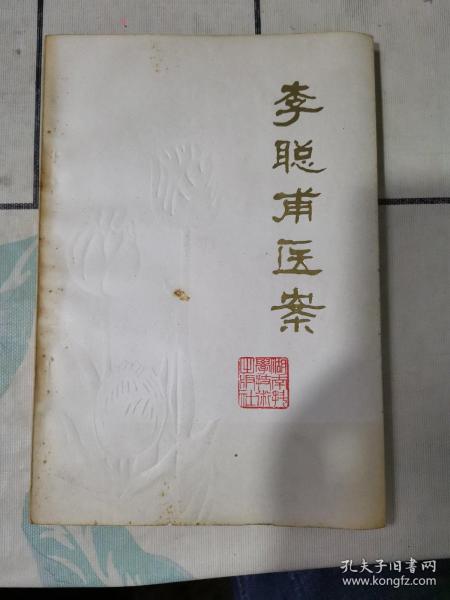 李聪甫医案
湖南科
学技术
出版社
孔夫子旧书网
www.kongfz.com